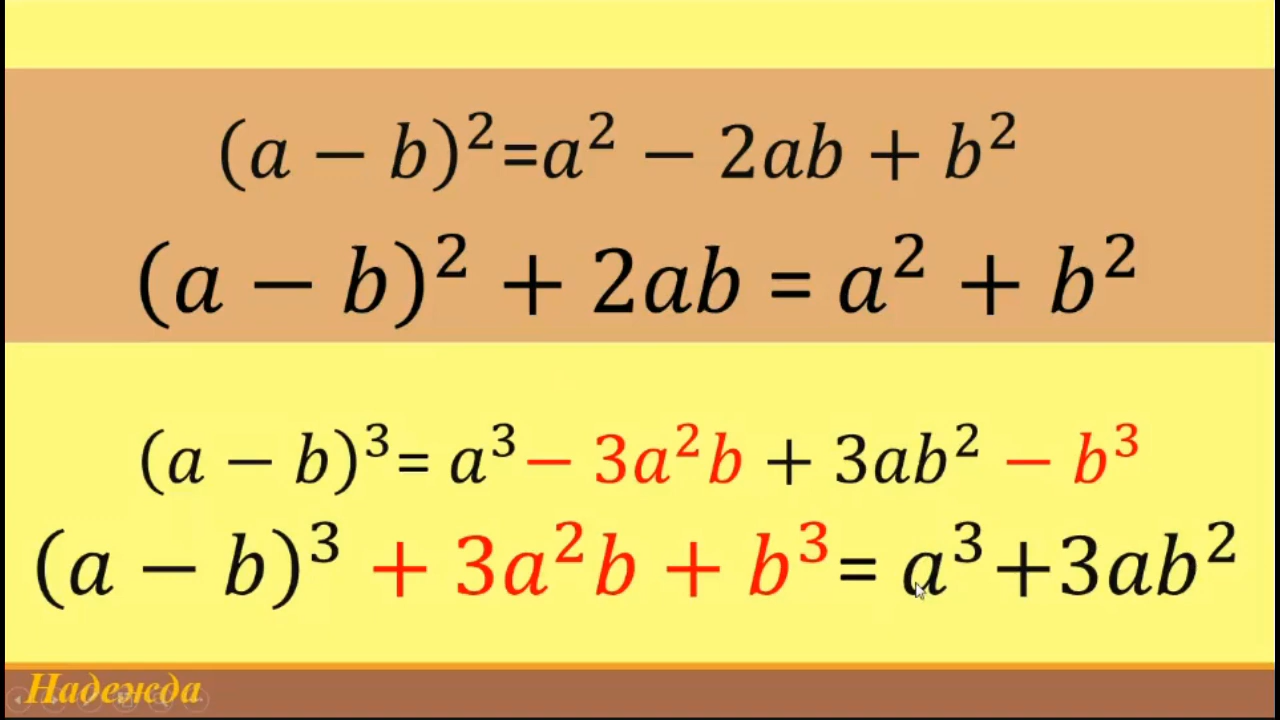 (a − b)²=a² − 2ab + b²
(a − b)² + 2ab = a² + b²
(a − b)³= a³− 3a²b + 3ab² − b³
(a − b)³ + 3a²b + b³= a³+3ab²
Надежда